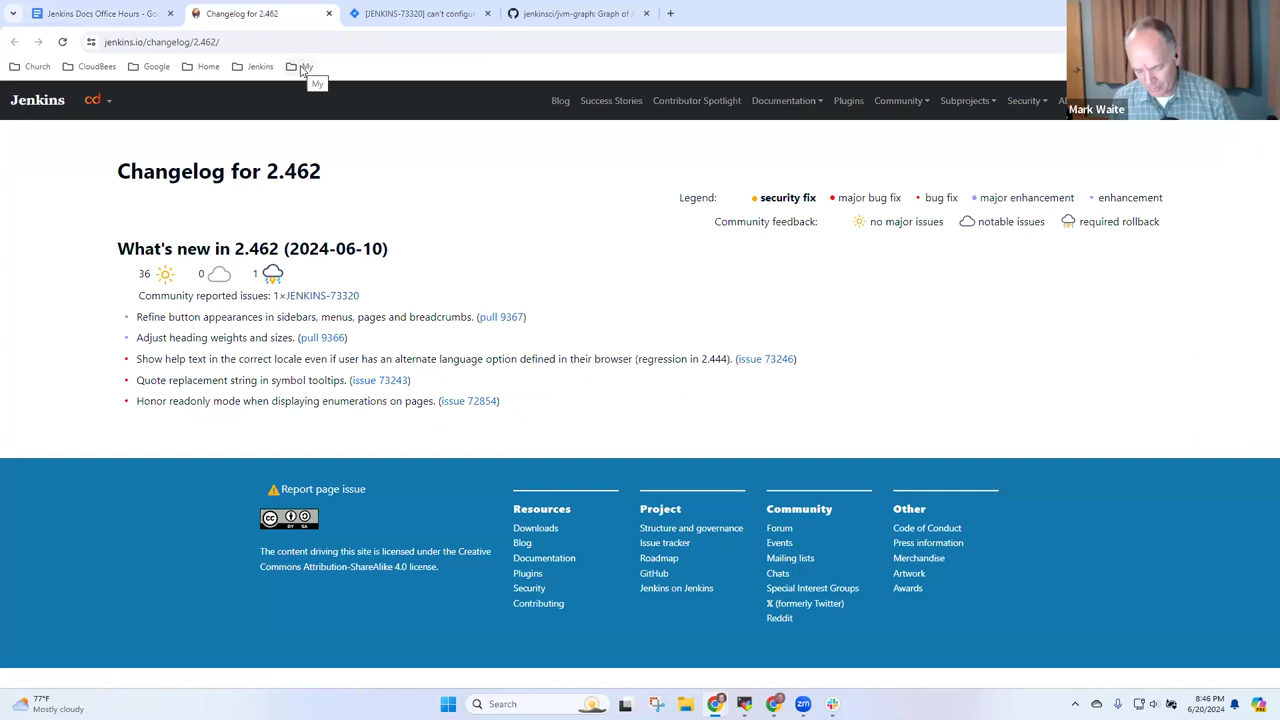 Jenkins Docs Office Hours - Go
Changelog for 2.462
[JENKINS-73320] can't configur
jenkinsci/jvm-graph: Graph of J
jenkins.io/changelog/2.462/
Church
CloudBees
Google
Home
Jenkins
My
My
Mark Waite
Jenkins
cd
Blog
Success Stories
Contributor Spotlight
Documentation
Plugins
Community
Subprojects
Security
Changelog for 2.462
Legend: security fix major bug fix bug fix major enhancement enhancement
Community feedback: no major issues notable issues required rollback
What's new in 2.462 (2024-06-10)
36 0 1
Community reported issues: 1×JENKINS-73320
Refine button appearances in sidebars, menus, pages and breadcrumbs. (pull 9367)
Adjust heading weights and sizes. (pull 9366)
Show help text in the correct locale even if user has an alternate language option defined in their browser (regression in 2.444). (issue 73246)
Quote replacement string in symbol tooltips. (issue 73243)
Honor readonly mode when displaying enumerations on pages. (issue 72854)
Report page issue
CC BY SA
The content driving this site is licensed under the Creative
Commons Attribution-ShareAlike 4.0 license.
Resources
Downloads
Blog
Documentation
Plugins
Security
Contributing
Project
Structure and governance
Issue tracker
Roadmap
GitHub
Jenkins on Jenkins
Community
Forum
Events
Mailing lists
Chats
Special Interest Groups
X (formerly Twitter)
Reddit
Other
Code of Conduct
Press information
Merchandise
Artwork
Awards
77°F
Mostly cloudy
Search
zm
8:46 PM
6/20/2024